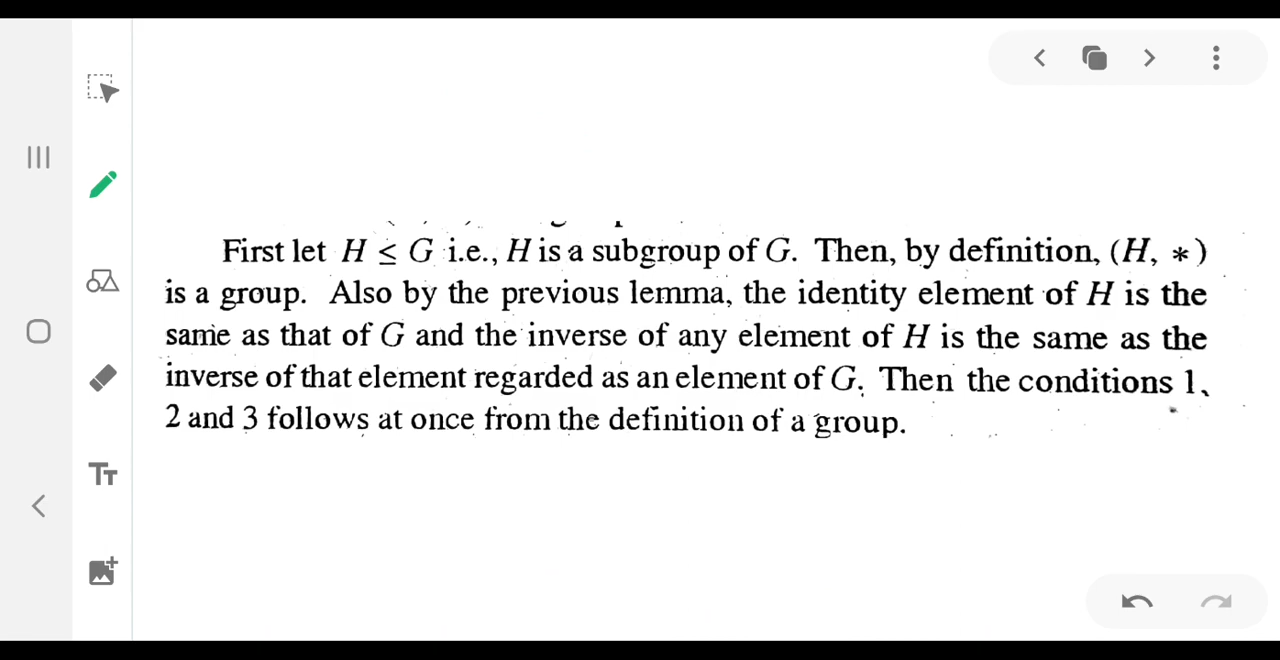 First let H ≤ G i.e., H is a subgroup of G. Then, by definition, (H, *)
is a group. Also by the previous lemma, the identity element of H is the
same as that of G and the inverse of any element of H is the same as the
inverse of that element regarded as an element of G. Then the conditions 1,
2 and 3 follows at once from the definition of a group.